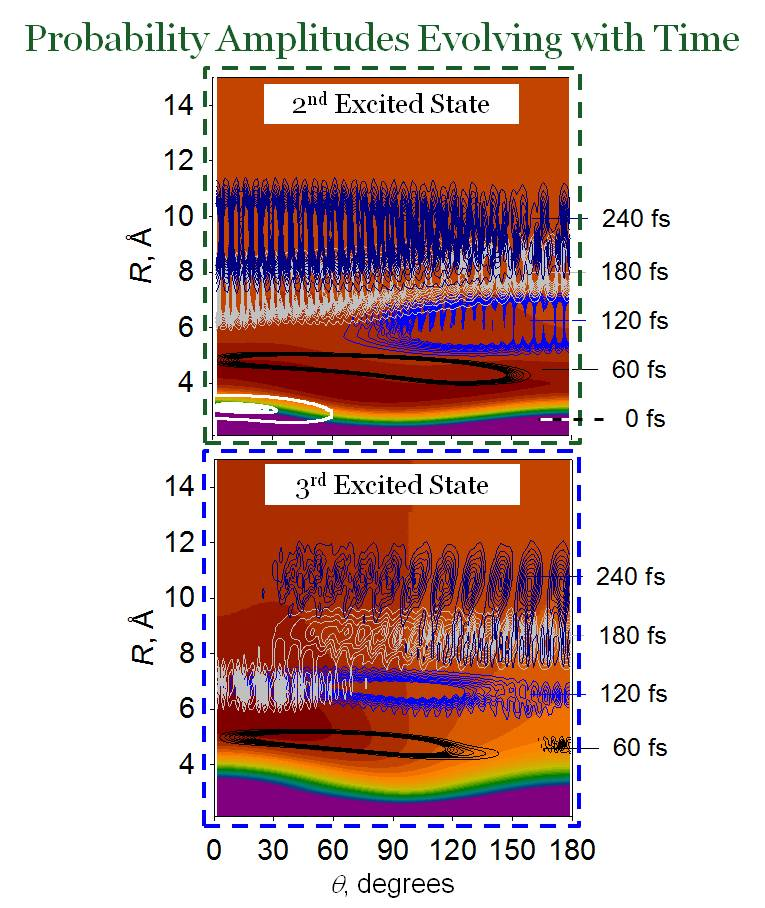 Probability Amplitudes Evolving with Time
2nd Excited State
14
12
10
8
6
4
R, Å
240 fs
180 fs
120 fs
60 fs
0 fs
3rd Excited State
14
12
10
8
6
4
R, Å
240 fs
180 fs
120 fs
60 fs
0 30 60 90 120 150 180
θ, degrees